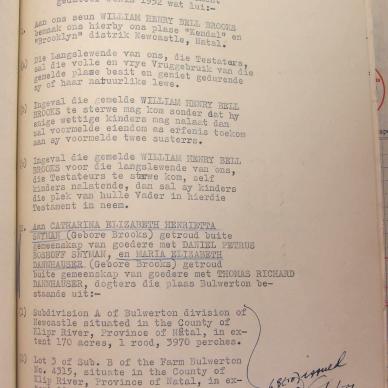 gedateer 1952 wat lui:-
Aan ons seun WILLIAM HENRY BELL BROOKS
bemaak ons hierby ons plase "Kendal" en
"Brooklyn" distrik Newcastle, Natal.
Die Langslewende van ons, die Testateurs,
sal die volle en vrye Vruggebruik van die
gemelde plase besit en geniet gedurende
sy of haar natuurlike lewe.
Ingeval die gemelde WILLIAM HENRY BELL
BROOKS te sterwe mag kom sonder dat hy
enige wettige kinders mag nalaat dan
sal voormelde eiendom as erfenis toekom
aan sy voormelde twee susters.
Ingeval die gemelde WILLIAM HENRY BELL
BROOKS voor die langslewende van ons,
die Testateurs te sterwe kom, self
kinders nalatende, dan sal sy kinders
die plek van hulle Vader in hierdie
Testament in neem.
Aan CATHARINA ELIZABETH HENRIETTA
SNYMAN (Gebore Brooks) getroud buite
gemeenskap van goedere met DANIEL PETRUS
BOSHOFF SNYMAN, en MARIA ELIZABETH
DANNHAUSER (Gebore Brooks) getroud
buite gemeenskap van goedere met THOMAS RICHARD
DANNHAUSER, dogters die plaas Bulwerton be-
staande uit:-
Subdivision A of Bulwerton division of
Newcastle situated in the County of
Klipr River, Province of Natal, in ex-
tent 170 acres, 1 rood, 3970 perches.
Lot 3 of Sub. B of the Farm Bulwerton
No. 4315, situate in the County of
Klip River, Province of Natal, in ex-